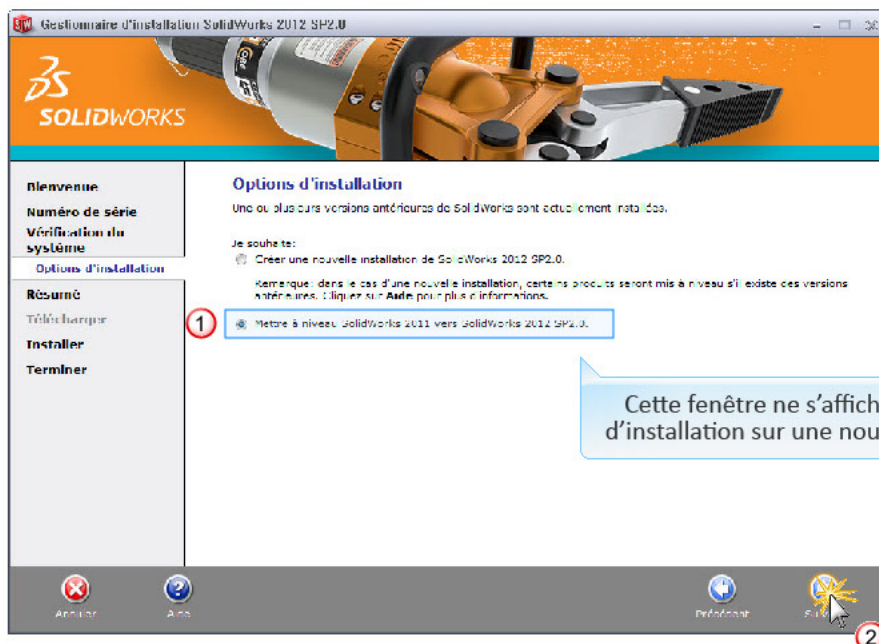 Gestionnaire d'installation SolidWorks 2012 SP2.0
SOLIDWORKS
Bienvenue
Numéro de série
Vérification du
système
Options d'installation
Résumé
Télécharger
Installer
Terminer
Options d'installation
Une ou plusieurs versions antérieures de SolidWorks sont actuellement installées.
Je souhaite:
Créer une nouvelle installation de SolidWorks 2012 SP2.0.
Remarque: dans le cas d'une nouvelle installation, certains produits seront mis à niveau s'il existe des versions
antérieures. Cliquez sur Aide pour plus d'informations.
1
Mettre à niveau SolidWorks 2011 vers SolidWorks 2012 SP2.0.
Cette fenêtre ne s'affich
d'installation sur une nou
Annuler
Aide
Précédent
2